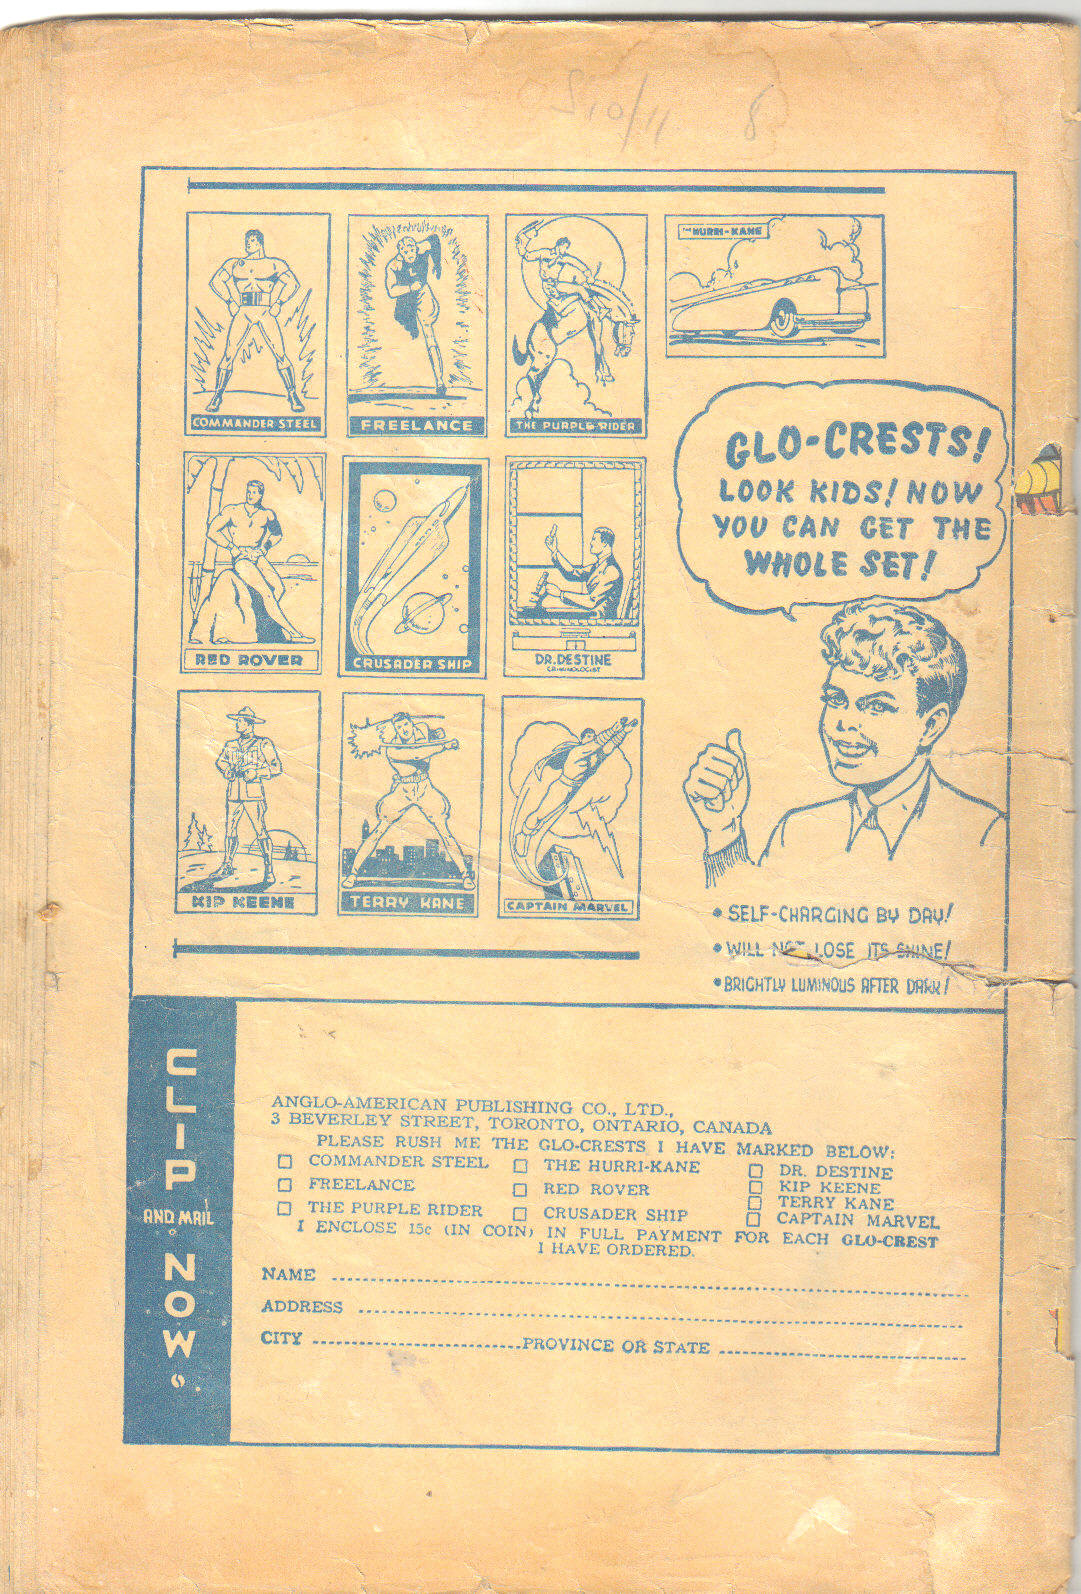 THE HURRI-KANE
COMMANDER STEEL
FREELANCE
THE PURPLE RIDER
GLO-CRESTS!
LOOK KIDS! NOW
YOU CAN GET THE
WHOLE SET!
RED ROVER
CRUSADER SHIP
DR. DESTINE
CRIMINOLOGIST
KIP KEENE
TERRY KANE
CAPTAIN MARVEL
• SELF-CHARGING BY DAY!
• WILL NOT LOSE ITS SHINE!
• BRIGHTLY LUMINOUS AFTER DARK!
CLIP
AND MAIL
NOW
ANGLO-AMERICAN PUBLISHING CO., LTD.,
3 BEVERLEY STREET, TORONTO, ONTARIO, CANADA
PLEASE RUSH ME THE GLO-CRESTS I HAVE MARKED BELOW:
☐ COMMANDER STEEL ☐ THE HURRI-KANE ☐ DR. DESTINE
☐ FREELANCE ☐ RED ROVER ☐ KIP KEENE
☐ TERRY KANE
☐ THE PURPLE RIDER ☐ CRUSADER SHIP ☐ CAPTAIN MARVEL
I ENCLOSE 15c (IN COIN) IN FULL PAYMENT FOR EACH GLO-CREST
I HAVE ORDERED.
NAME
ADDRESS
CITY PROVINCE OR STATE